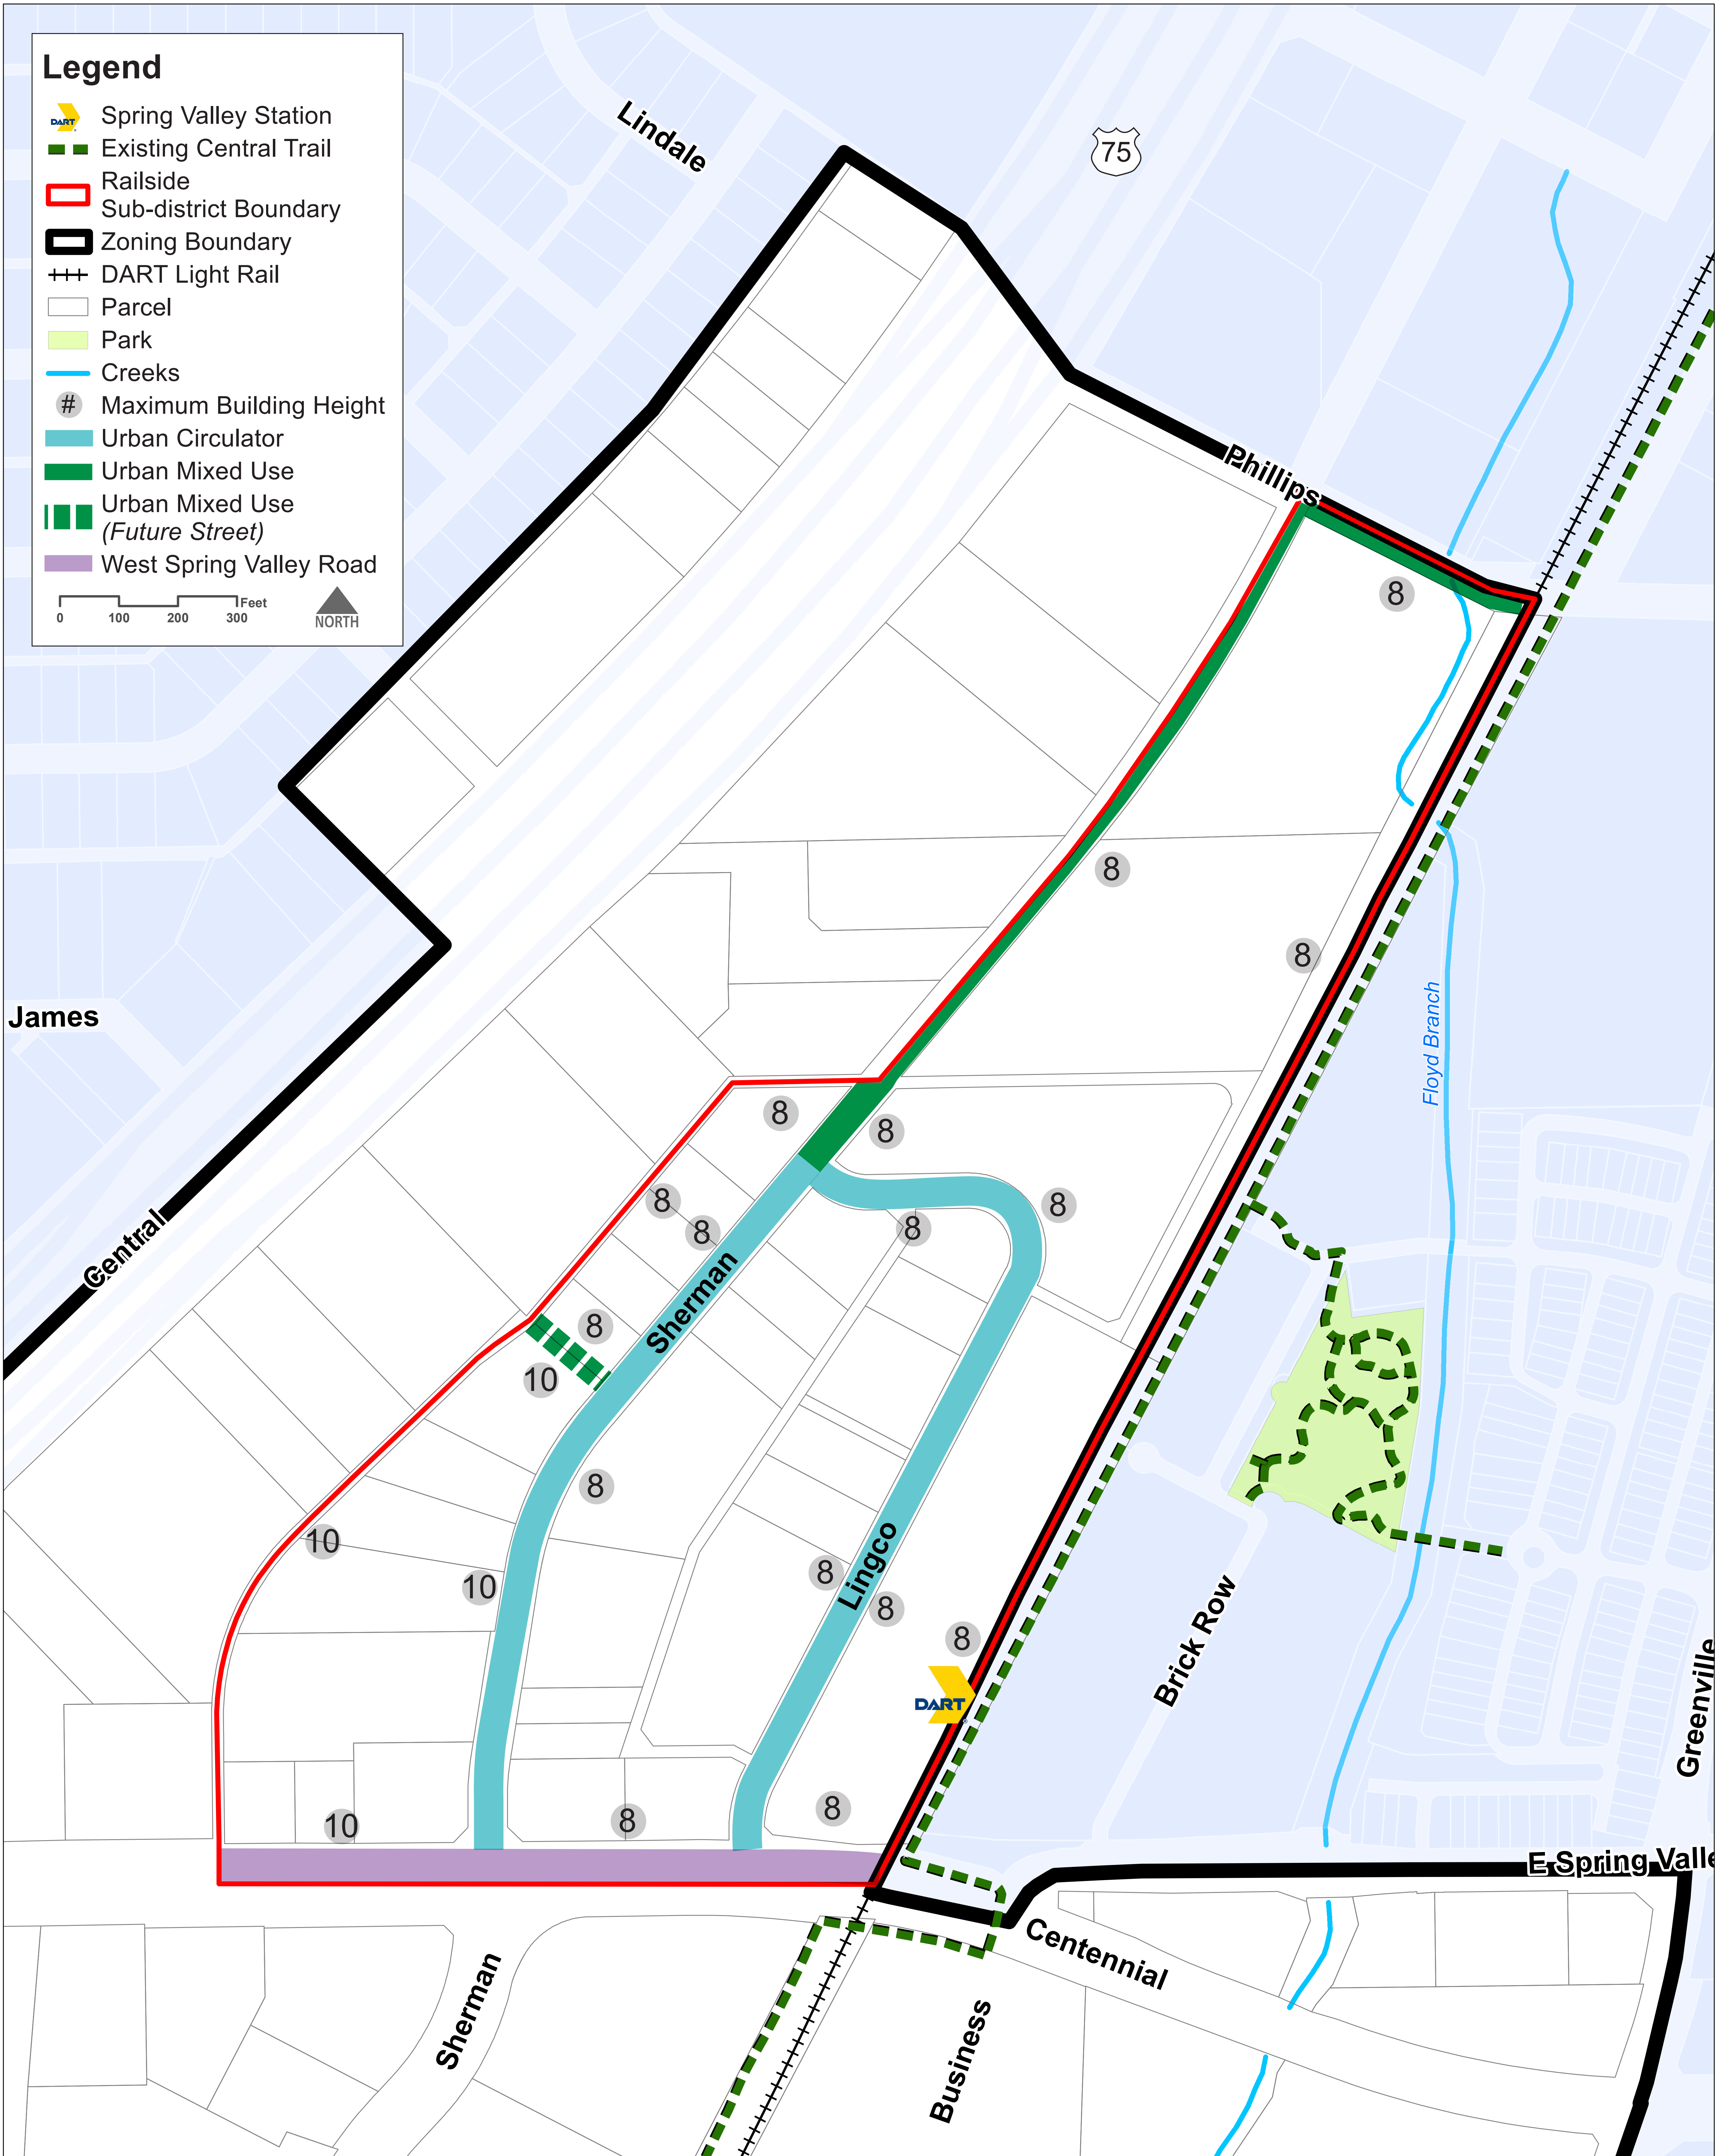 Legend
DART
Spring Valley Station
Existing Central Trail
Railside
Sub-district Boundary
Zoning Boundary
DART Light Rail
Parcel
Park
Creeks
# Maximum Building Height
Urban Circulator
Urban Mixed Use
Urban Mixed Use
(Future Street)
West Spring Valley Road
Feet
0 100 200 300
NORTH
Lindale
75
Phillips
8
8
8
James
Floyd Branch
8
8
8
8
8
8
Central
Sherman
8
10
8
10
10
Lingco
8
8
8
DART
Brick Row
Greenville
10
8
8
E Spring Valle
Centennial
Sherman
Business